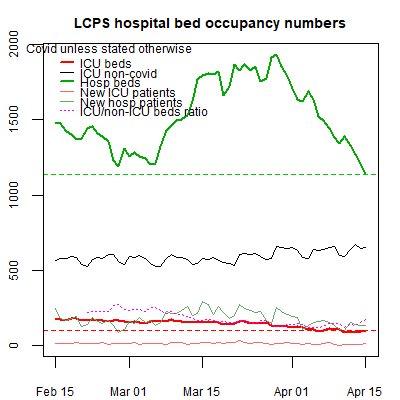 LCPS hospital bed occupancy numbers
Covid unless stated otherwise
ICU beds
ICU non-covid
Hosp beds
New ICU patients
New hosp patients
ICU/non-ICU beds ratio
2000
1500
1000
500
0
Feb 15
Mar 01
Mar 15
Apr 01
Apr 15